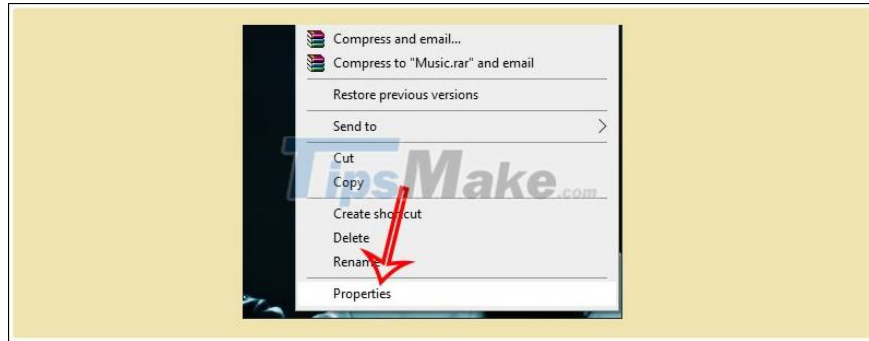 Compress and email...
Compress to "Music.rar" and email
Restore previous versions
Send to
Cut
Copy
TipsMake.com
Create shortcut
Delete
Rename
Properties